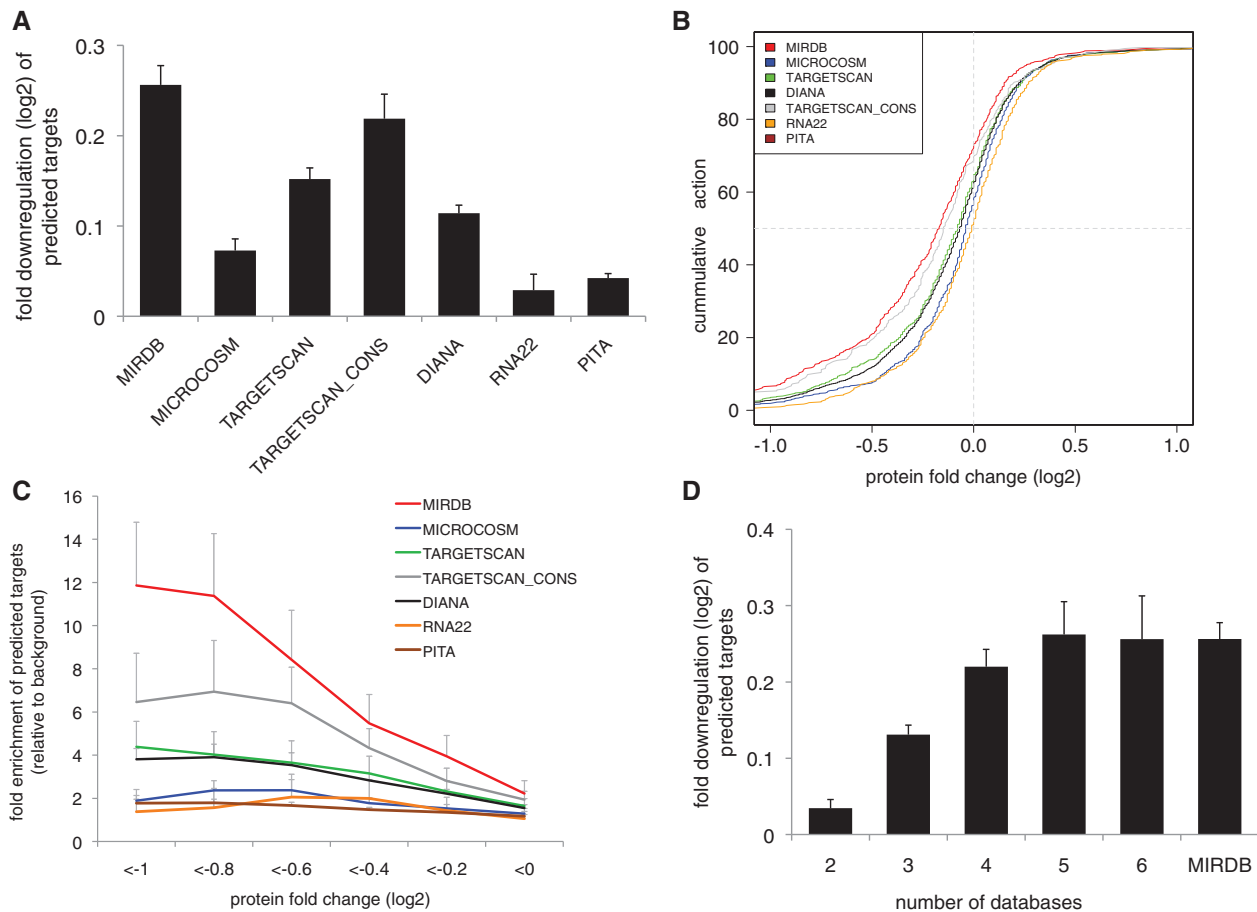 A
fold downregulation (log2) of
predicted targets
0.3
0.2
0.1
0
MIRDB
MICROCOSM
TARGETSCAN
TARGETSCAN_CONS
DIANA
RNA22
PITA
B
cummulative action
100
80
60
40
20
0
MIRDB
MICROCOSM
TARGETSCAN
DIANA
TARGETSCAN_CONS
RNA22
PITA
-1.0
-0.5
0.0
0.5
1.0
protein fold change (log2)
C
fold enrichment of predicted targets
(relative to background)
16
14
12
10
8
6
4
2
0
MIRDB
MICROCOSM
TARGETSCAN
TARGETSCAN_CONS
DIANA
RNA22
PITA
<-1
<-0.8
<-0.6
<-0.4
<-0.2
<0
protein fold change (log2)
D
fold downregulation (log2) of
predicted targets
0.4
0.3
0.2
0.1
0
2
3
4
5
6
MIRDB
number of databases